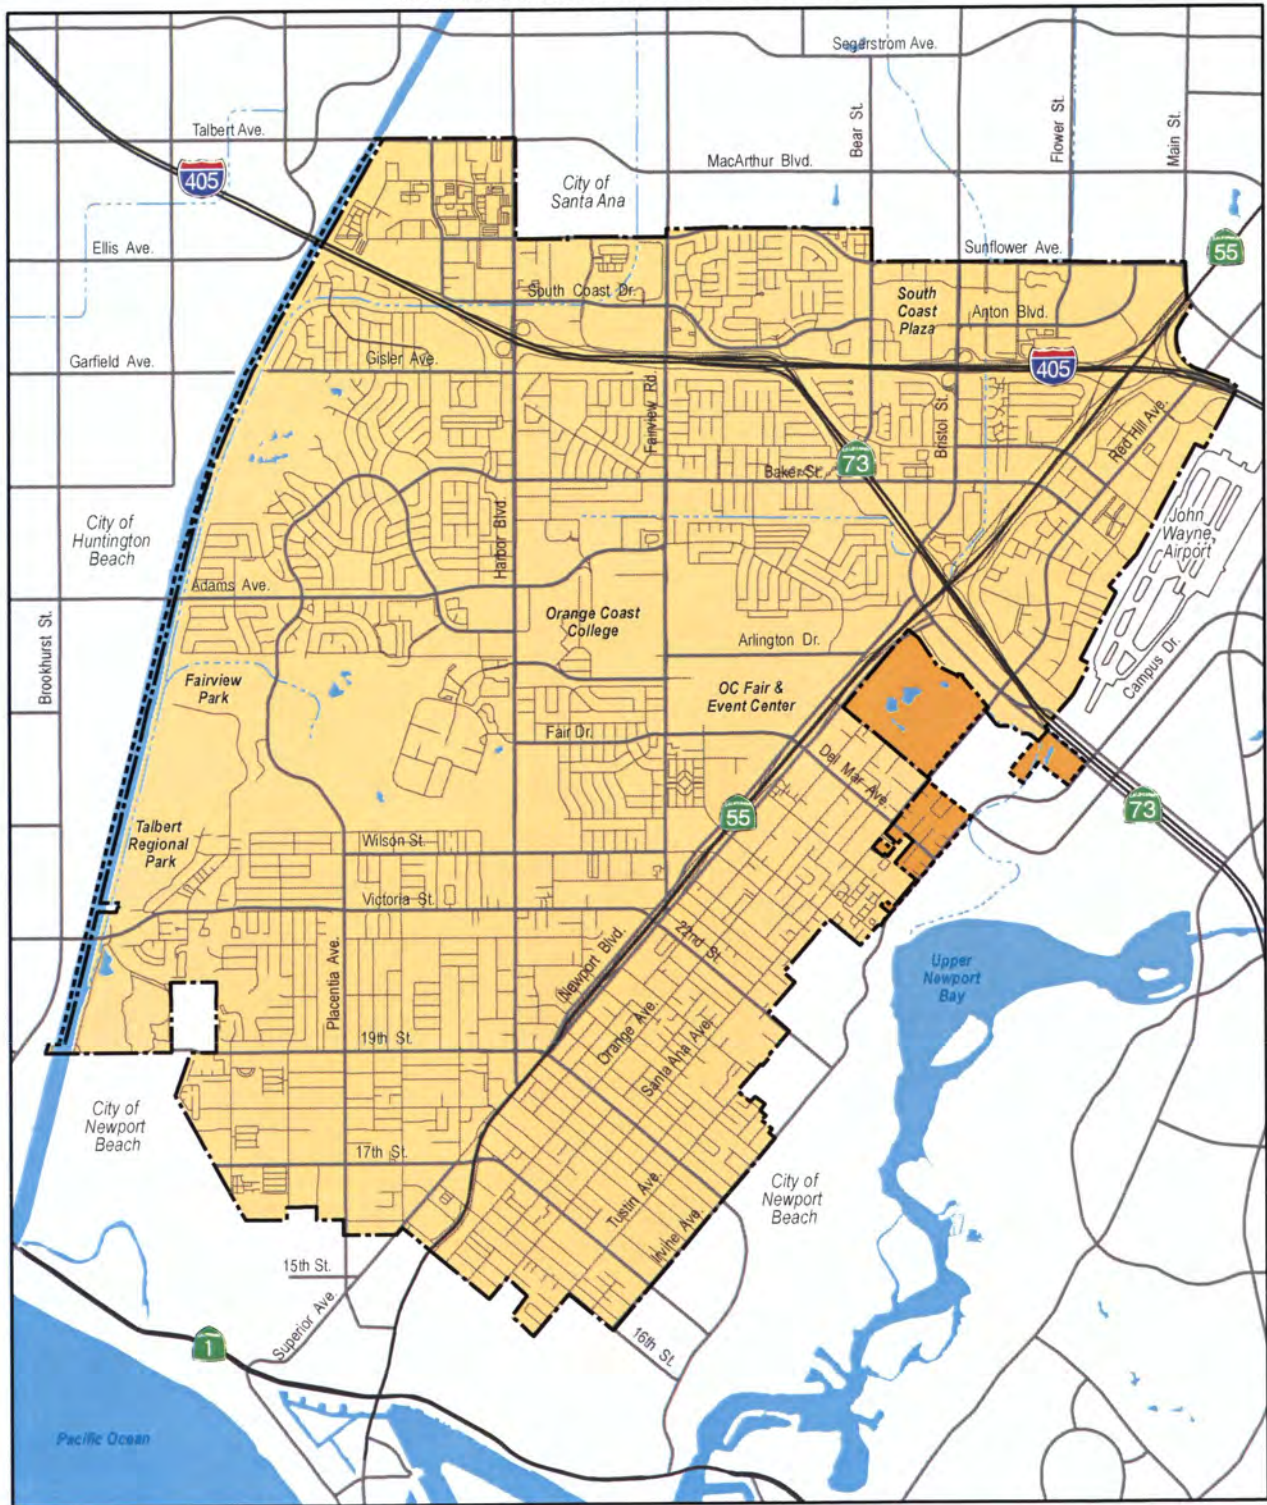 Segerstrom Ave.
Talbert Ave.
Bear St.
Flower St.
Main St.
MacArthur Blvd.
405
City of
Santa Ana
Ellis Ave.
Sunflower Ave.
55
South Coast Dr.
South
Coast
Plaza
Anton Blvd.
Garfield Ave.
Gisler Ave.
405
Fairview Rd.
Bristol St.
Red Hill Ave.
73
Baker St.
City of
Huntington
Beach
Harbor Blvd.
John
Wayne
Airport
Adams Ave.
Brookhurst St.
Orange Coast
College
Arlington Dr.
Campus Dr.
Fairview
Park
OC Fair &
Event Center
Fair Dr.
Del Mar Ave.
55
73
Talbert
Regional
Park
Wilson St.
Victoria St.
Placentia Ave.
Newport Blvd.
22nd St.
Upper
Newport
Bay
19th St.
Orange Ave.
Santa Ana Ave.
City of
Newport
Beach
17th St.
Tustin Ave.
Irvine Ave.
City of
Newport
Beach
15th St.
Superior Ave.
16th St.
1
Pacific Ocean